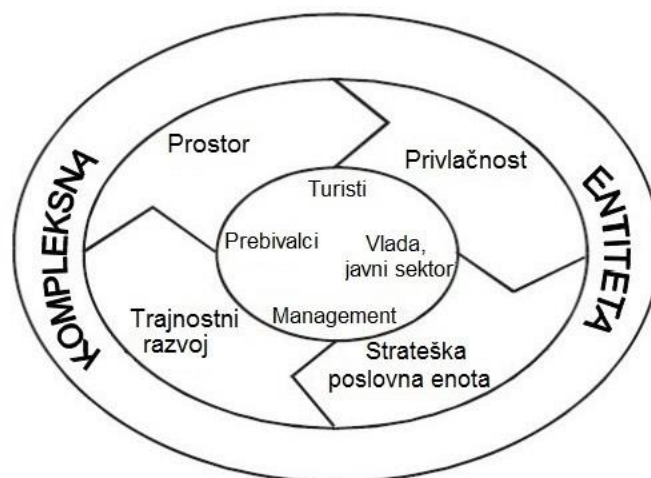 KOMPLEKSNA
ENTITETA
Prostor
Privlačnost
Turisti
Prebivalci
Vlada,
javni sektor
Management
Trajnostni
razvoj
Strateška
poslovna enota